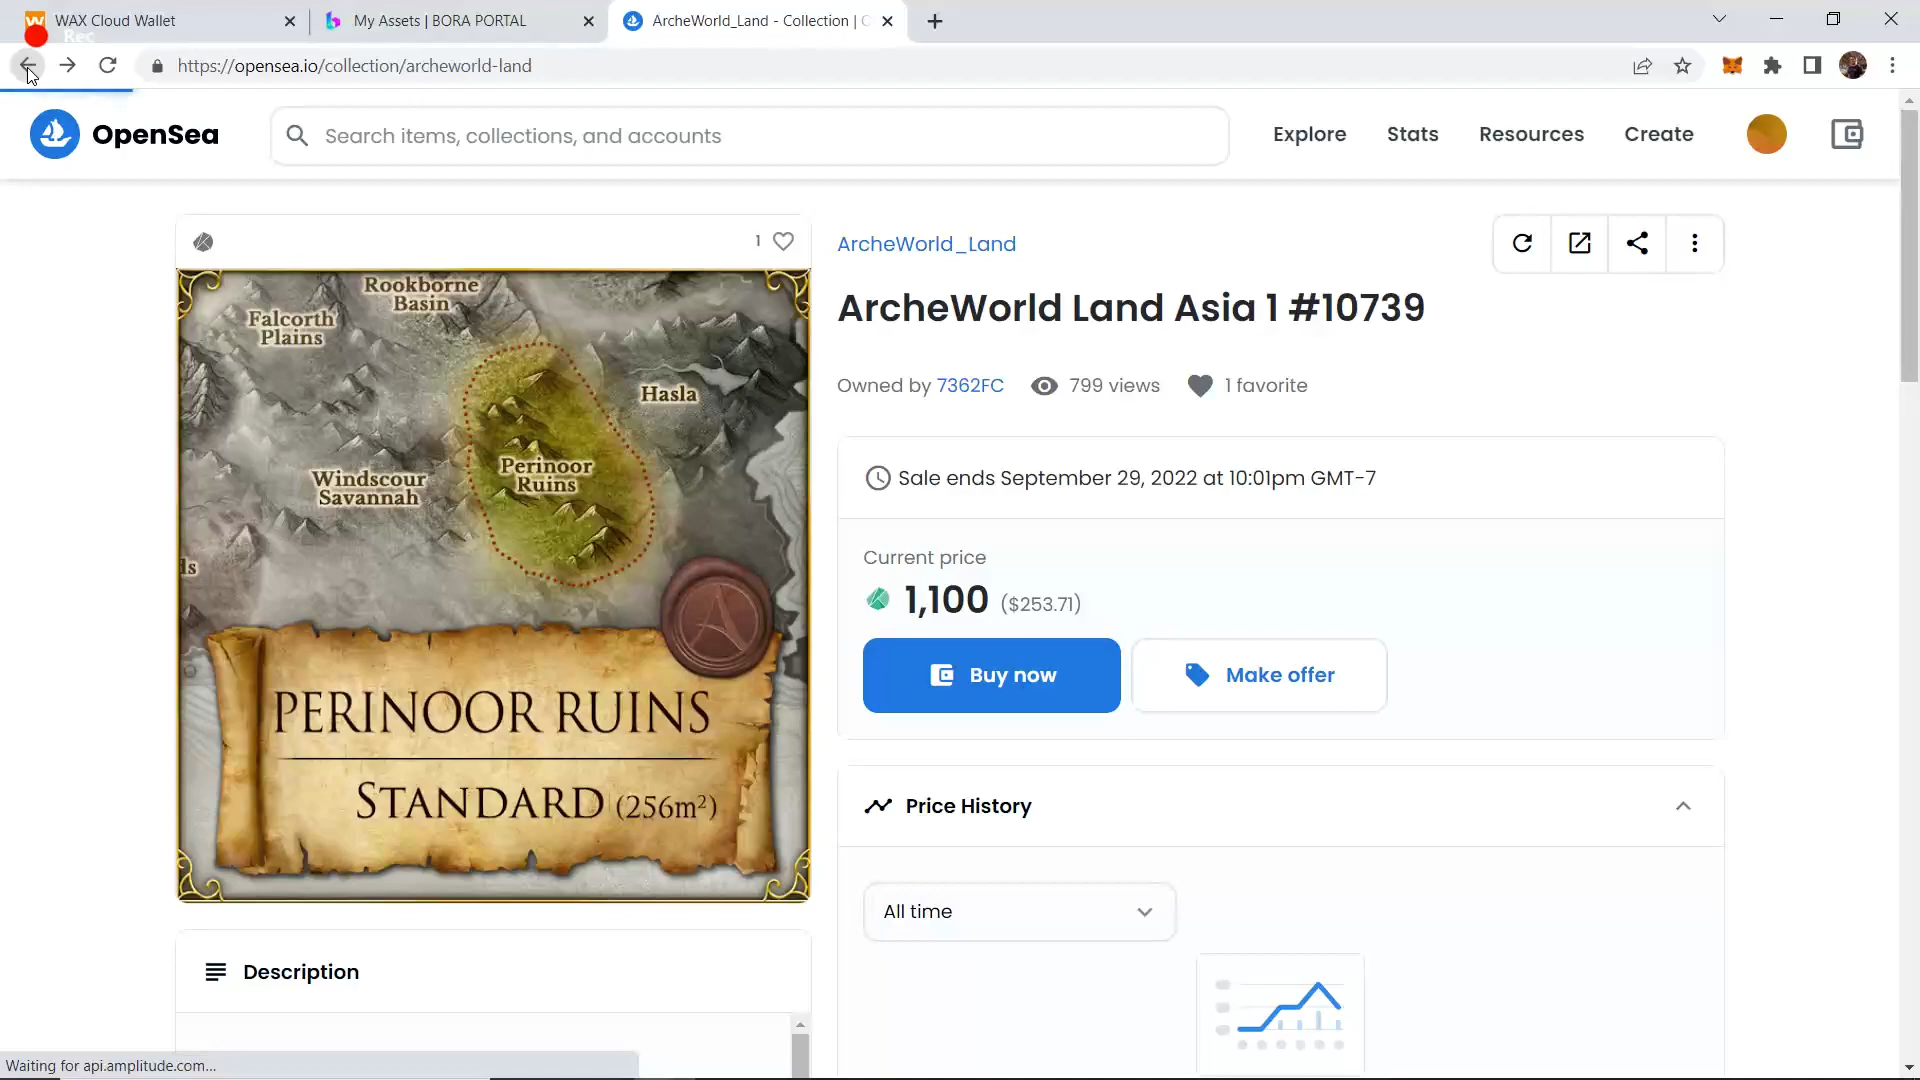 WAX Cloud Wallet
My Assets | BORA PORTAL
ArcheWorld_Land - Collection |
Rec
https://opensea.io/collection/archeworld-land
OpenSea
Search items, collections, and accounts
Explore
Stats
Resources
Create
1
ArcheWorld_Land
ArcheWorld Land Asia 1 #10739
Owned by 7362FC
799 views
1 favorite
Rookborne
Basin
Falcorth
Plains
Hasla
Perinoor
Ruins
Windscour
Savannah
ls
PERINOOR RUINS
STANDARD (256m²)
Sale ends September 29, 2022 at 10:01pm GMT-7
Current price
1,100 ($253.71)
Buy now
Make offer
Price History
All time
Description
Waiting for api.amplitude.com...